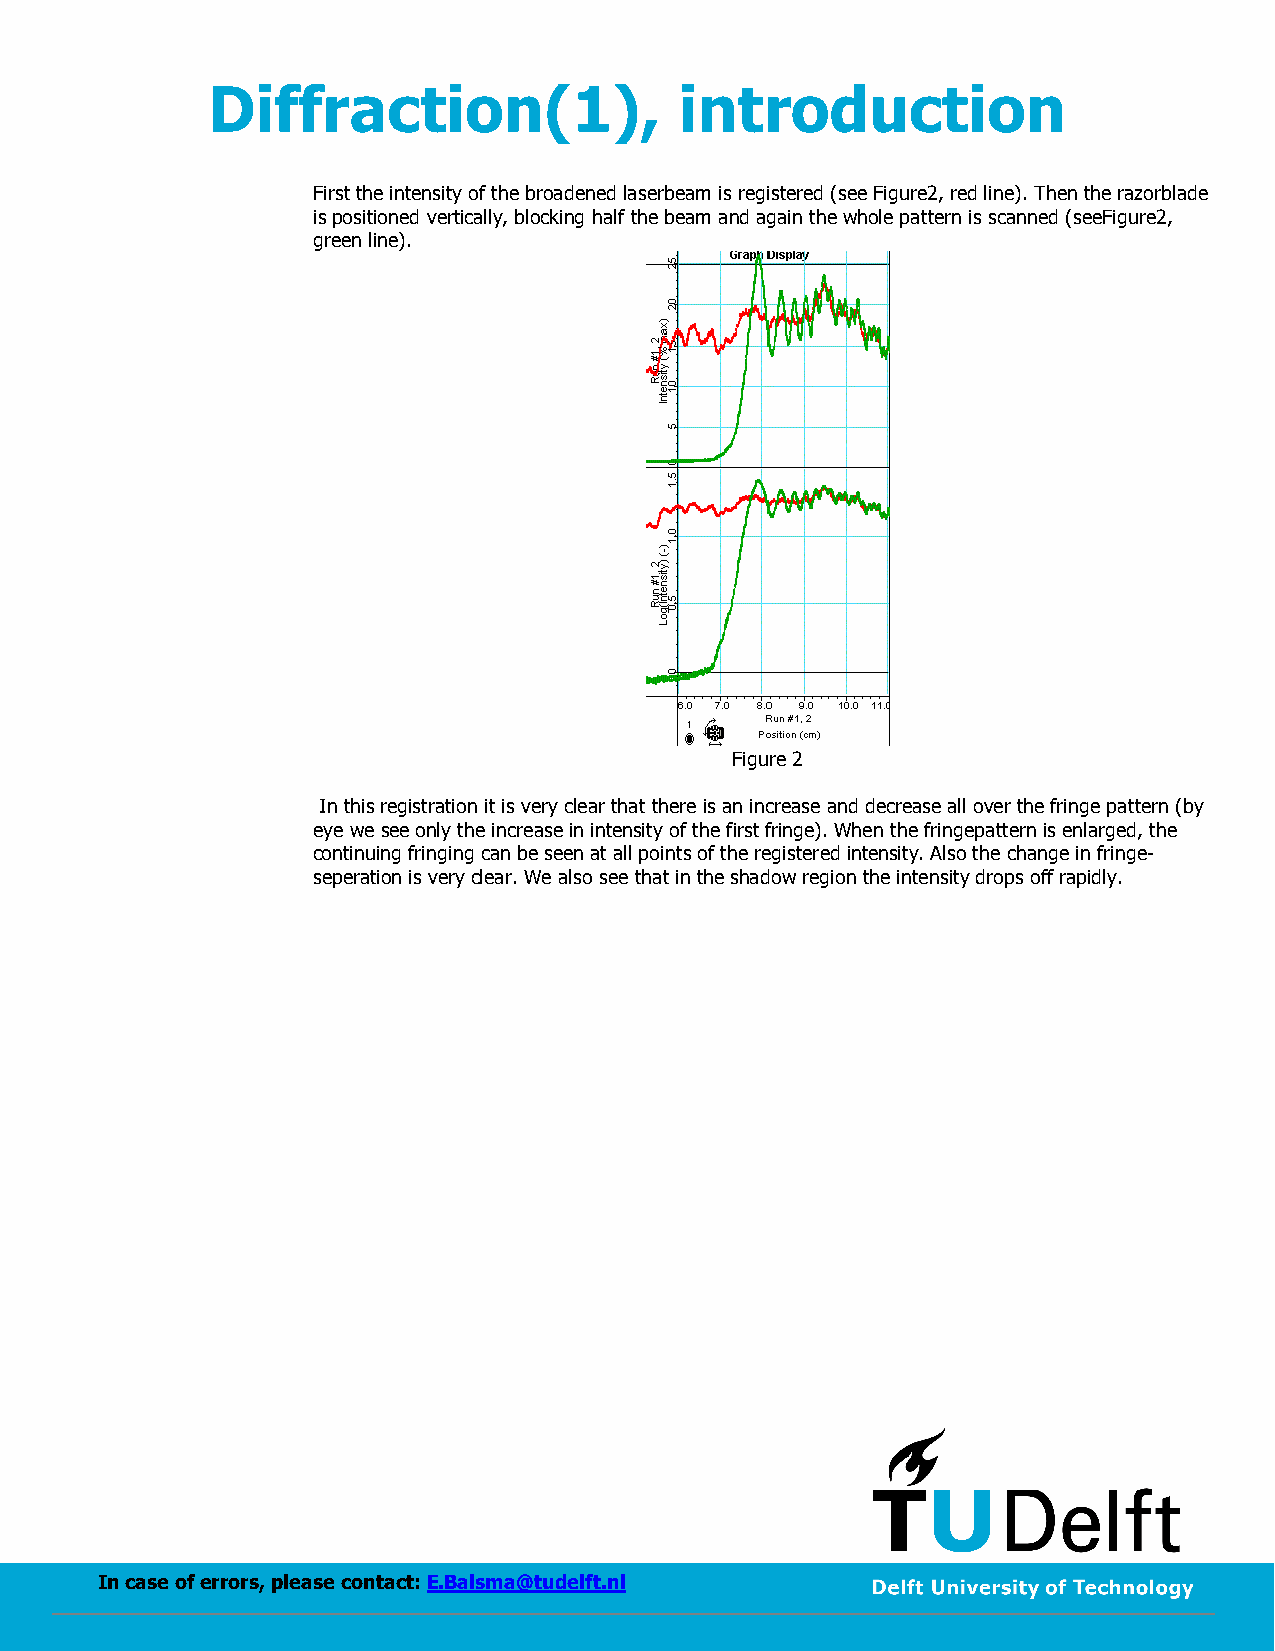 Diffraction(1), introduction
First the intensity of the broadened laserbeam is registered (see Figure2, red line). Then the razorblade
is positioned vertically, blocking half the beam and again the whole pattern is scanned (seeFigure2,
green line).
Graph Display
Run #1, 2
Intensity (% max)
25
20
10
5
0
Run #1, 2
Log(Intensity) (-)
1.5
1.0
0.5
0
6.0 7.0 8.0 9.0 10.0 11.0
Run #1, 2
1
Position (cm)
Figure 2
In this registration it is very clear that there is an increase and decrease all over the fringe pattern (by
eye we see only the increase in intensity of the first fringe). When the fringepattern is enlarged, the
continuing fringing can be seen at all points of the registered intensity. Also the change in fringe-
seperation is very clear. We also see that in the shadow region the intensity drops off rapidly.
TUDelft
In case of errors, please contact: E.Balsma@tudelft.nl
Delft University of Technology